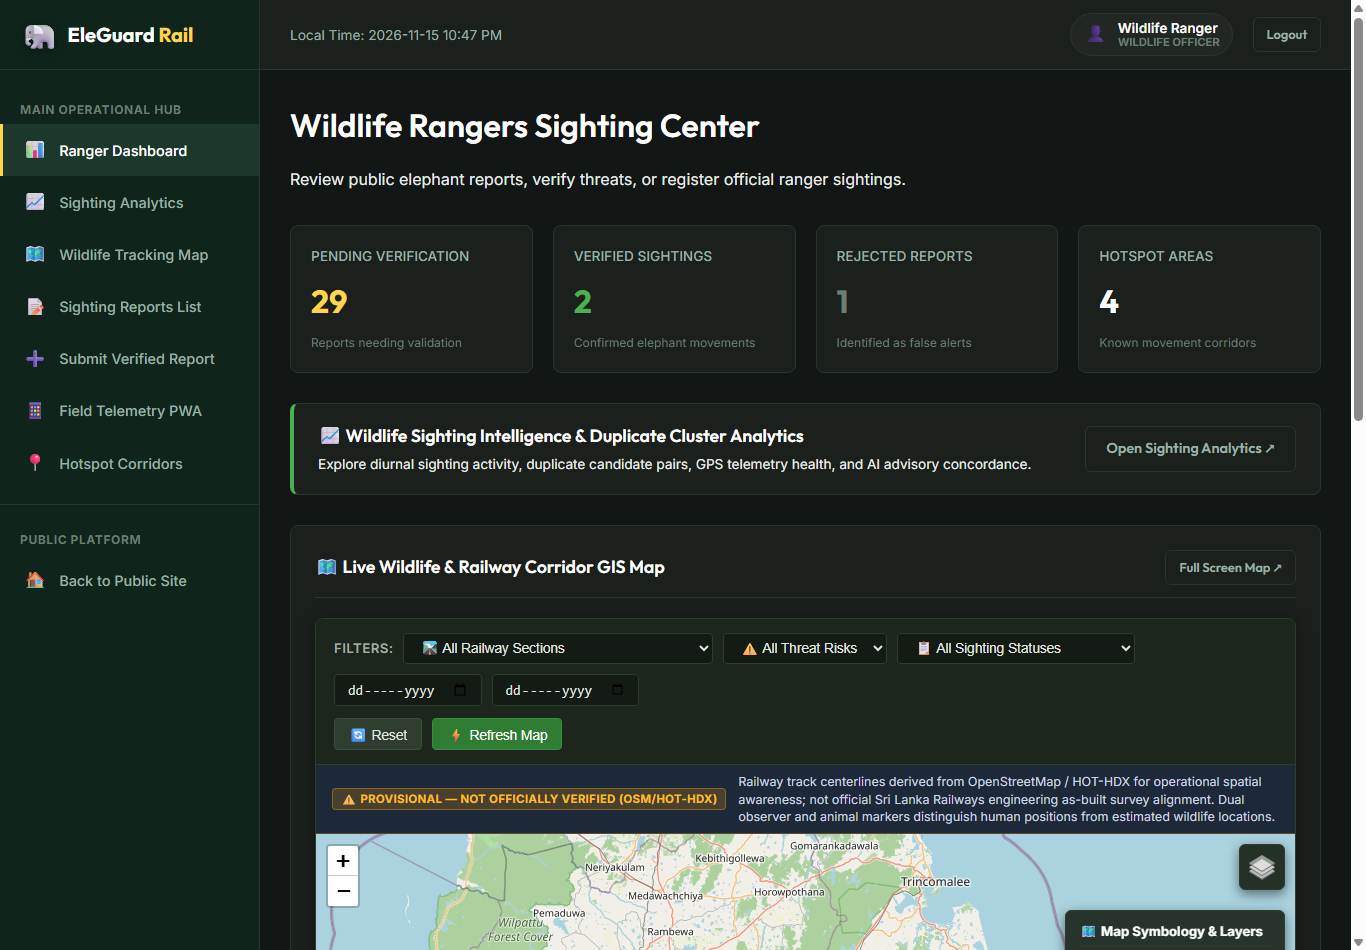 EleGuard Rail
Local Time: 2026-11-15 10:47 PM
Wildlife Ranger
WILDLIFE OFFICER
Logout
MAIN OPERATIONAL HUB
Ranger Dashboard
Sighting Analytics
Wildlife Tracking Map
Sighting Reports List
Submit Verified Report
Field Telemetry PWA
Hotspot Corridors
PUBLIC PLATFORM
Back to Public Site
Wildlife Rangers Sighting Center
Review public elephant reports, verify threats, or register official ranger sightings.
PENDING VERIFICATION
29
Reports needing validation
VERIFIED SIGHTINGS
2
Confirmed elephant movements
REJECTED REPORTS
1
Identified as false alerts
HOTSPOT AREAS
4
Known movement corridors
Wildlife Sighting Intelligence & Duplicate Cluster Analytics
Explore diurnal sighting activity, duplicate candidate pairs, GPS telemetry health, and AI advisory concordance.
Open Sighting Analytics ↗
Live Wildlife & Railway Corridor GIS Map
Full Screen Map ↗
FILTERS:
All Railway Sections
All Threat Risks
All Sighting Statuses
dd-----yyyy
dd-----yyyy
Reset
Refresh Map
PROVISIONAL — NOT OFFICIALLY VERIFIED (OSM/HOT-HDX)
Railway track centerlines derived from OpenStreetMap / HOT-HDX for operational spatial
awareness; not official Sri Lanka Railways engineering as-built survey alignment. Dual
observer and animal markers distinguish human positions from estimated wildlife locations.
+
−
Gomarankadawala
Kebithigollewa
Neriyakulam
Trincomalee
Medawachchiya
Horowpothana
Pemaduwa
Wilpattu
Forest Cover
Rambewa
Map Symbology & Layers